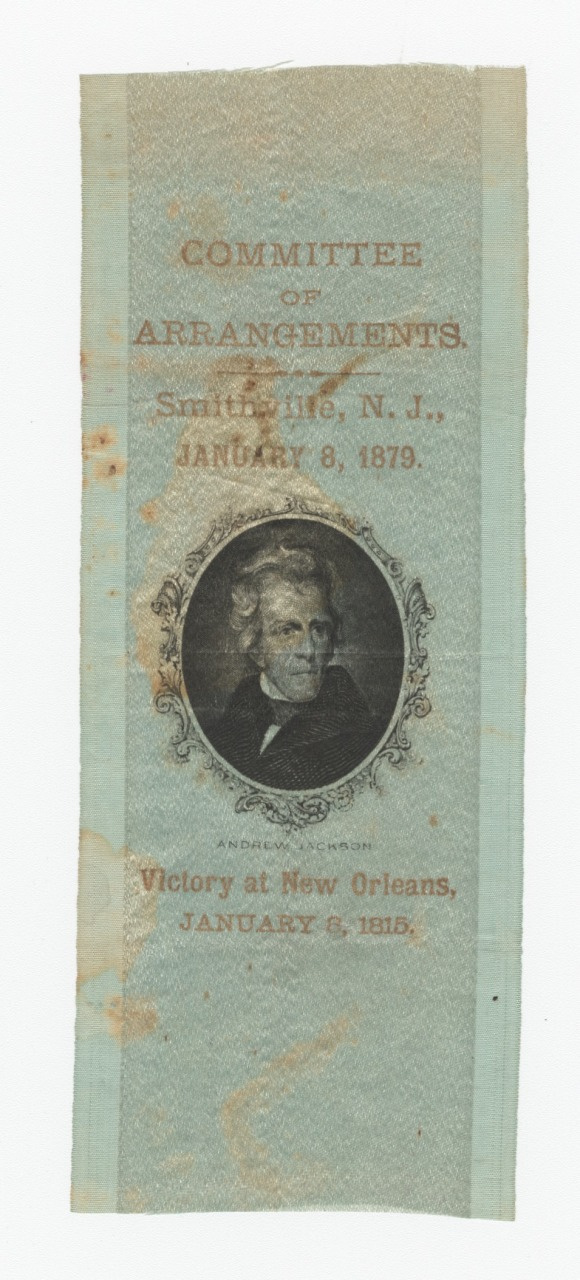 COMMITTEE
OF
ARRANGEMENTS.
Smithville, N. J.,
JANUARY 8, 1879.
ANDREW JACKSON
Victory at New Orleans,
JANUARY 8, 1815.